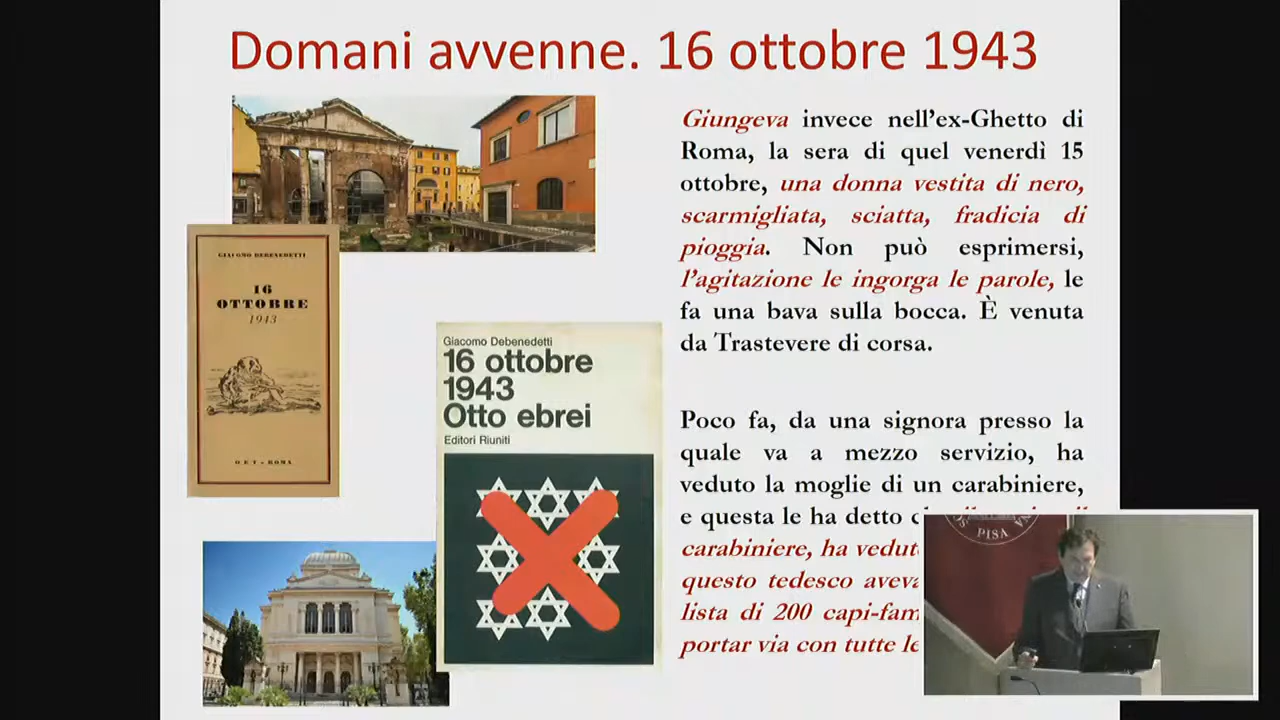 Domani avvenne. 16 ottobre 1943
Giungeva invece nell'ex-Ghetto di
Roma, la sera di quel venerdì 15
ottobre, una donna vestita di nero,
scarmigliata, sciatta, fradicia di
pioggia. Non può esprimersi,
l'agitazione le ingorga le parole, le
fa una bava sulla bocca. È venuta
da Trastevere di corsa.
Poco fa, da una signora presso la
quale va a mezzo servizio, ha
veduto la moglie di un carabiniere,
e questa le ha detto
carabiniere, ha
questo tedesco
lista di 200
portar via con tutte
GIACOMO DEBENEDETTI
16
OTTOBRE
1943
O E T - ROMA
Giacomo Debenedetti
16 ottobre
1943
Otto ebrei
Editori Riuniti
PISA